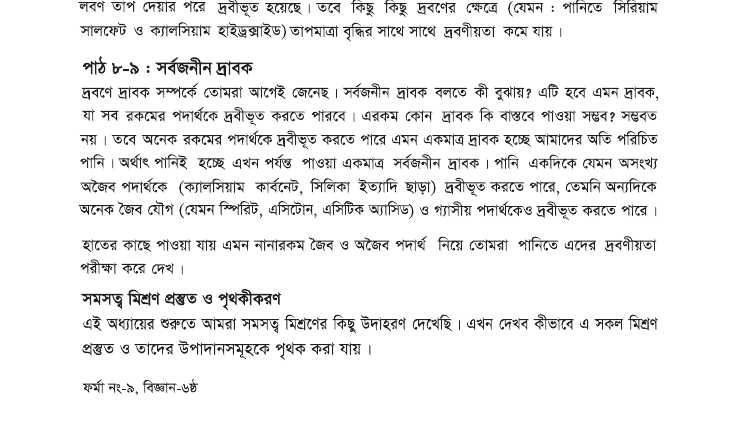 লবণ তাপ দেয়ার পরে দ্রবীভূত হয়েছে। তবে কিছু কিছু দ্রবণের ক্ষেত্রে (যেমন : পানিতে সিরিয়াম
সালফেট ও ক্যালসিয়াম হাইড্রক্সাইড) তাপমাত্রা বৃদ্ধির সাথে সাথে দ্রবণীয়তা কমে যায়।
পাঠ ৮-৯ : সর্বজনীন দ্রাবক
দ্রবণে দ্রাবক সম্পর্কে তোমরা আগেই জেনেছ। সর্বজনীন দ্রাবক বলতে কী বুঝায়? এটি হবে এমন দ্রাবক,
যা সব রকমের পদার্থকে দ্রবীভূত করতে পারবে। এরকম কোন দ্রাবক কি বাস্তবে পাওয়া সম্ভব? সম্ভবত
নয়। তবে অনেক রকমের পদার্থকে দ্রবীভূত করতে পারে এমন একমাত্র দ্রাবক হচ্ছে আমাদের অতি পরিচিত
পানি। অর্থাৎ পানিই হচ্ছে এখন পর্যন্ত পাওয়া একমাত্র সর্বজনীন দ্রাবক। পানি একদিকে যেমন অসংখ্য
অজৈব পদার্থকে (ক্যালসিয়াম কার্বনেট, সিলিকা ইত্যাদি ছাড়া) দ্রবীভূত করতে পারে, তেমনি অন্যদিকে
অনেক জৈব যৌগ (যেমন স্পিরিট, এসিটোন, এসিটিক অ্যাসিড) ও গ্যাসীয় পদার্থকেও দ্রবীভূত করতে পারে।
হাতের কাছে পাওয়া যায় এমন নানারকম জৈব ও অজৈব পদার্থ নিয়ে তোমরা পানিতে এদের দ্রবণীয়তা
পরীক্ষা করে দেখ।
সমসত্ব মিশ্রণ প্রস্তুত ও পৃথকীকরণ
এই অধ্যায়ের শুরুতে আমরা সমসত্ব মিশ্রণের কিছু উদাহরণ দেখেছি। এখন দেখব কীভাবে এ সকল মিশ্রণ
প্রস্তুত ও তাদের উপাদানসমূহকে পৃথক করা যায়।
ফর্মা নং-৯, বিজ্ঞান-৬ষ্ঠ